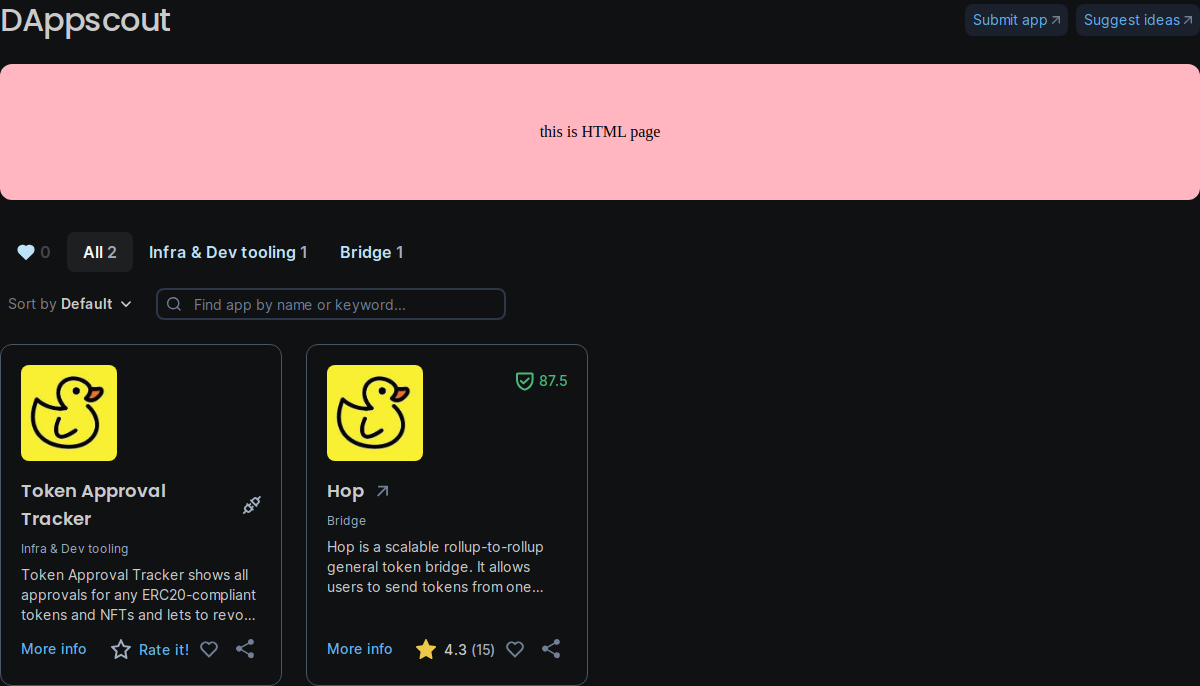 DAppscout
Submit app
Suggest ideas
this is HTML page
0
All 2
Infra & Dev tooling 1
Bridge 1
Sort by Default
Find app by name or keyword...
Token Approval
Tracker
Infra & Dev tooling
Token Approval Tracker shows all
approvals for any ERC20-compliant
tokens and NFTs and lets to revo...
More info
Rate it!
87.5
Hop
Bridge
Hop is a scalable rollup-to-rollup
general token bridge. It allows
users to send tokens from one...
More info
4.3 (15)